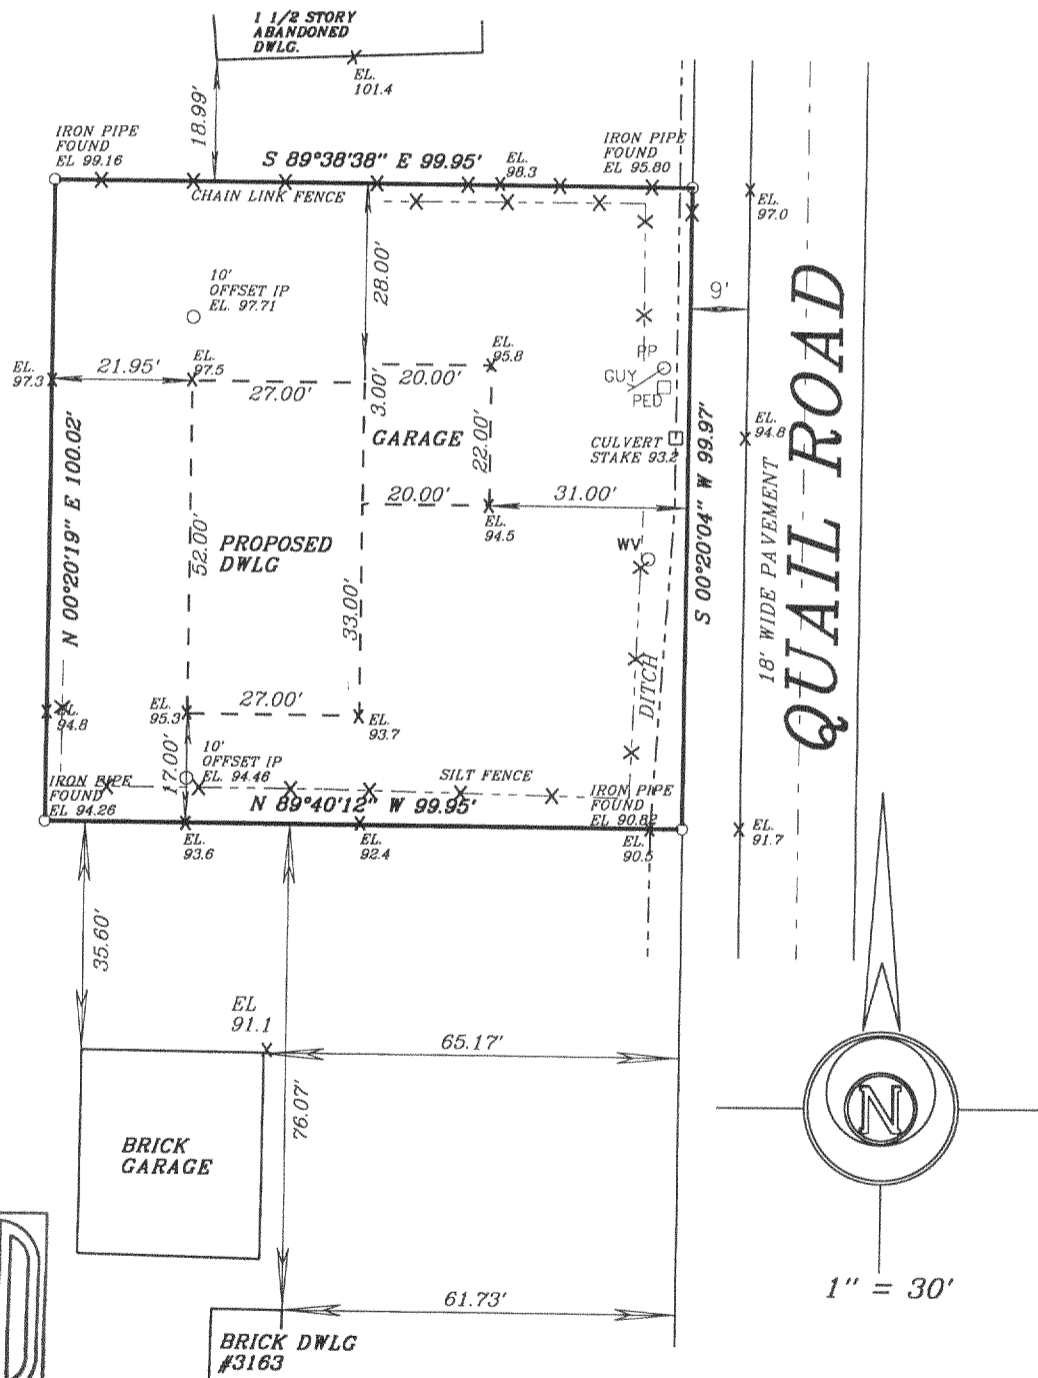 1 1/2 STORY
ABANDONED
DWLG.
EL.
101.4
18.99'
IRON PIPE
FOUND
EL 99.16
S 89°38'38" E 99.95'
EL.
98.3
IRON PIPE
FOUND
EL 95.80
CHAIN LINK FENCE
EL.
97.0
10'
OFFSET IP
EL. 97.71
28.00'
9'
EL.
97.3
21.95'
EL.
97.5
27.00'
3.00'
20.00'
EL.
95.8
PP
GUY
PED
GARAGE
22.00'
CULVERT
STAKE 93.2
EL.
94.8
N 00°20'19" E 100.02'
52.00'
PROPOSED
DWLG
20.00'
EL.
94.5
31.00'
WV
S 00°20'04" W 99.97'
18' WIDE PAVEMENT
QUAIL ROAD
33.00'
DITCH
EL.
94.8
EL.
95.3
27.00'
EL.
93.7
17.00'
10'
OFFSET IP
EL 94.46
SILT FENCE
IRON PIPE
FOUND
EL 94.26
N 89°40'12" W 99.95'
IRON PIPE
FOUND
EL 90.82
EL.
93.6
EL.
92.4
EL.
90.5
EL.
91.7
35.60'
EL
91.1
65.17'
76.07'
BRICK
GARAGE
N
1" = 30'
61.73'
BRICK DWLG
#3163